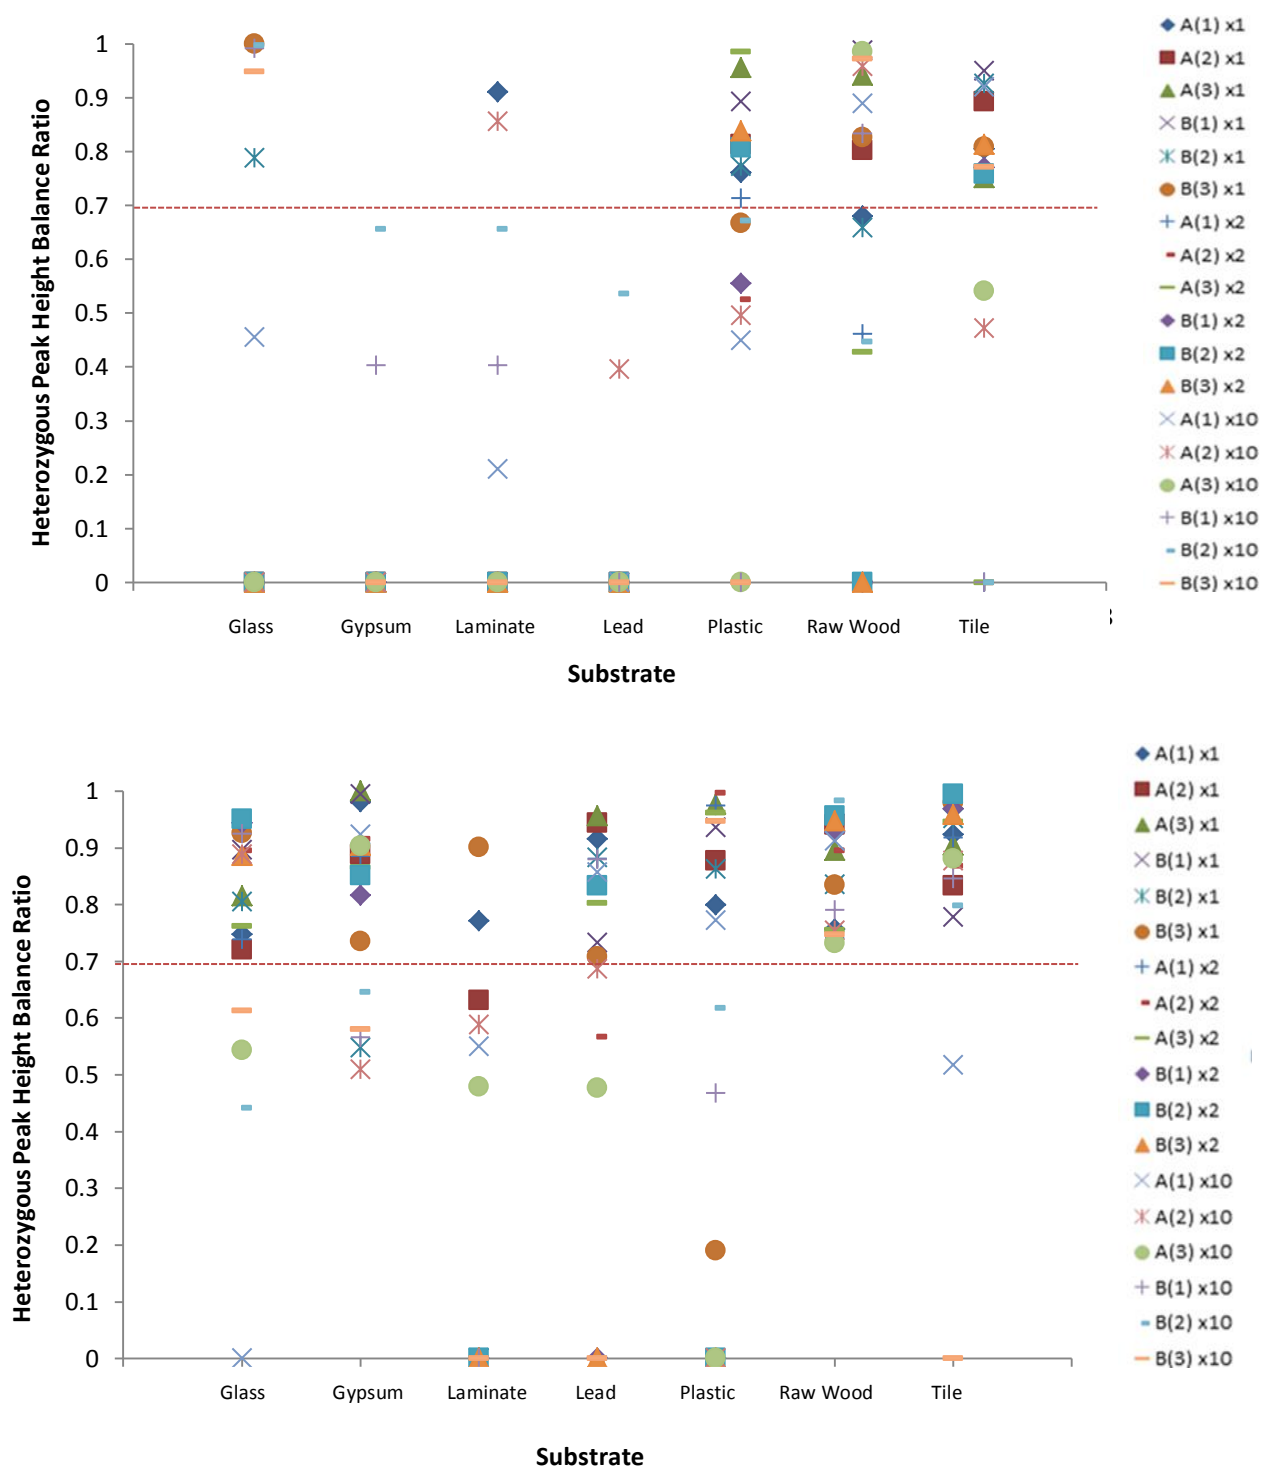 Heterozygous Peak Height Balance Ratio
1
0.9
0.8
0.7
0.6
0.5
0.4
0.3
0.2
0.1
0
Glass Gypsum Laminate Lead Plastic Raw Wood Tile
Substrate
A(1) x1
A(2) x1
A(3) x1
B(1) x1
B(2) x1
B(3) x1
A(1) x2
A(2) x2
A(3) x2
B(1) x2
B(2) x2
B(3) x2
A(1) x10
A(2) x10
A(3) x10
B(1) x10
B(2) x10
B(3) x10
Heterozygous Peak Height Balance Ratio
1
0.9
0.8
0.7
0.6
0.5
0.4
0.3
0.2
0.1
0
Glass Gypsum Laminate Lead Plastic Raw Wood Tile
Substrate
A(1) x1
A(2) x1
A(3) x1
B(1) x1
B(2) x1
B(3) x1
A(1) x2
A(2) x2
A(3) x2
B(1) x2
B(2) x2
B(3) x2
A(1) x10
A(2) x10
A(3) x10
B(1) x10
B(2) x10
B(3) x10